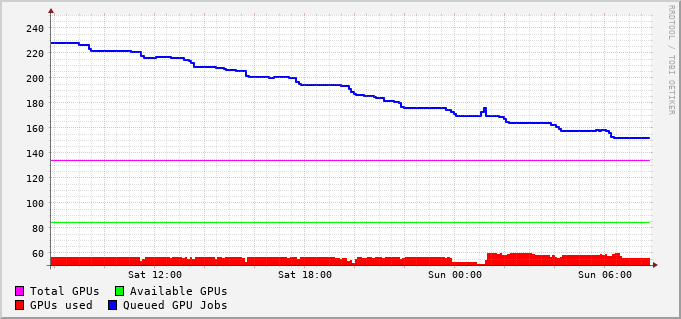 RRDTOOL / TOBI OETIKER
240
220
200
180
160
140
120
100
80
60
Sat 12:00 Sat 18:00 Sun 00:00 Sun 06:00
Total GPUs Available GPUs
GPUs used Queued GPU Jobs